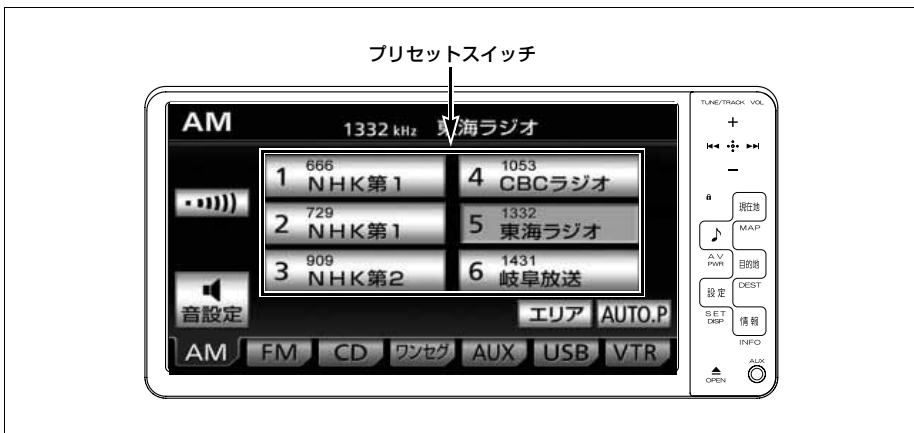 プリセットスイッチ
AM
1332 kHz 東海ラジオ
1 666 NHK第1
4 1053 CBCラジオ
2 729 NHK第1
5 1332 東海ラジオ
3 909 NHK第2
6 1431 岐阜放送
音設定
エリア AUTO.P
AM FM CD ワンセグ AUX USB VTR
TUNE/TRACK VOL
+
−
現在地
MAP
AV
PWR
目的地
DEST
設定
SET
DISP
情報
INFO
OPEN
AUX